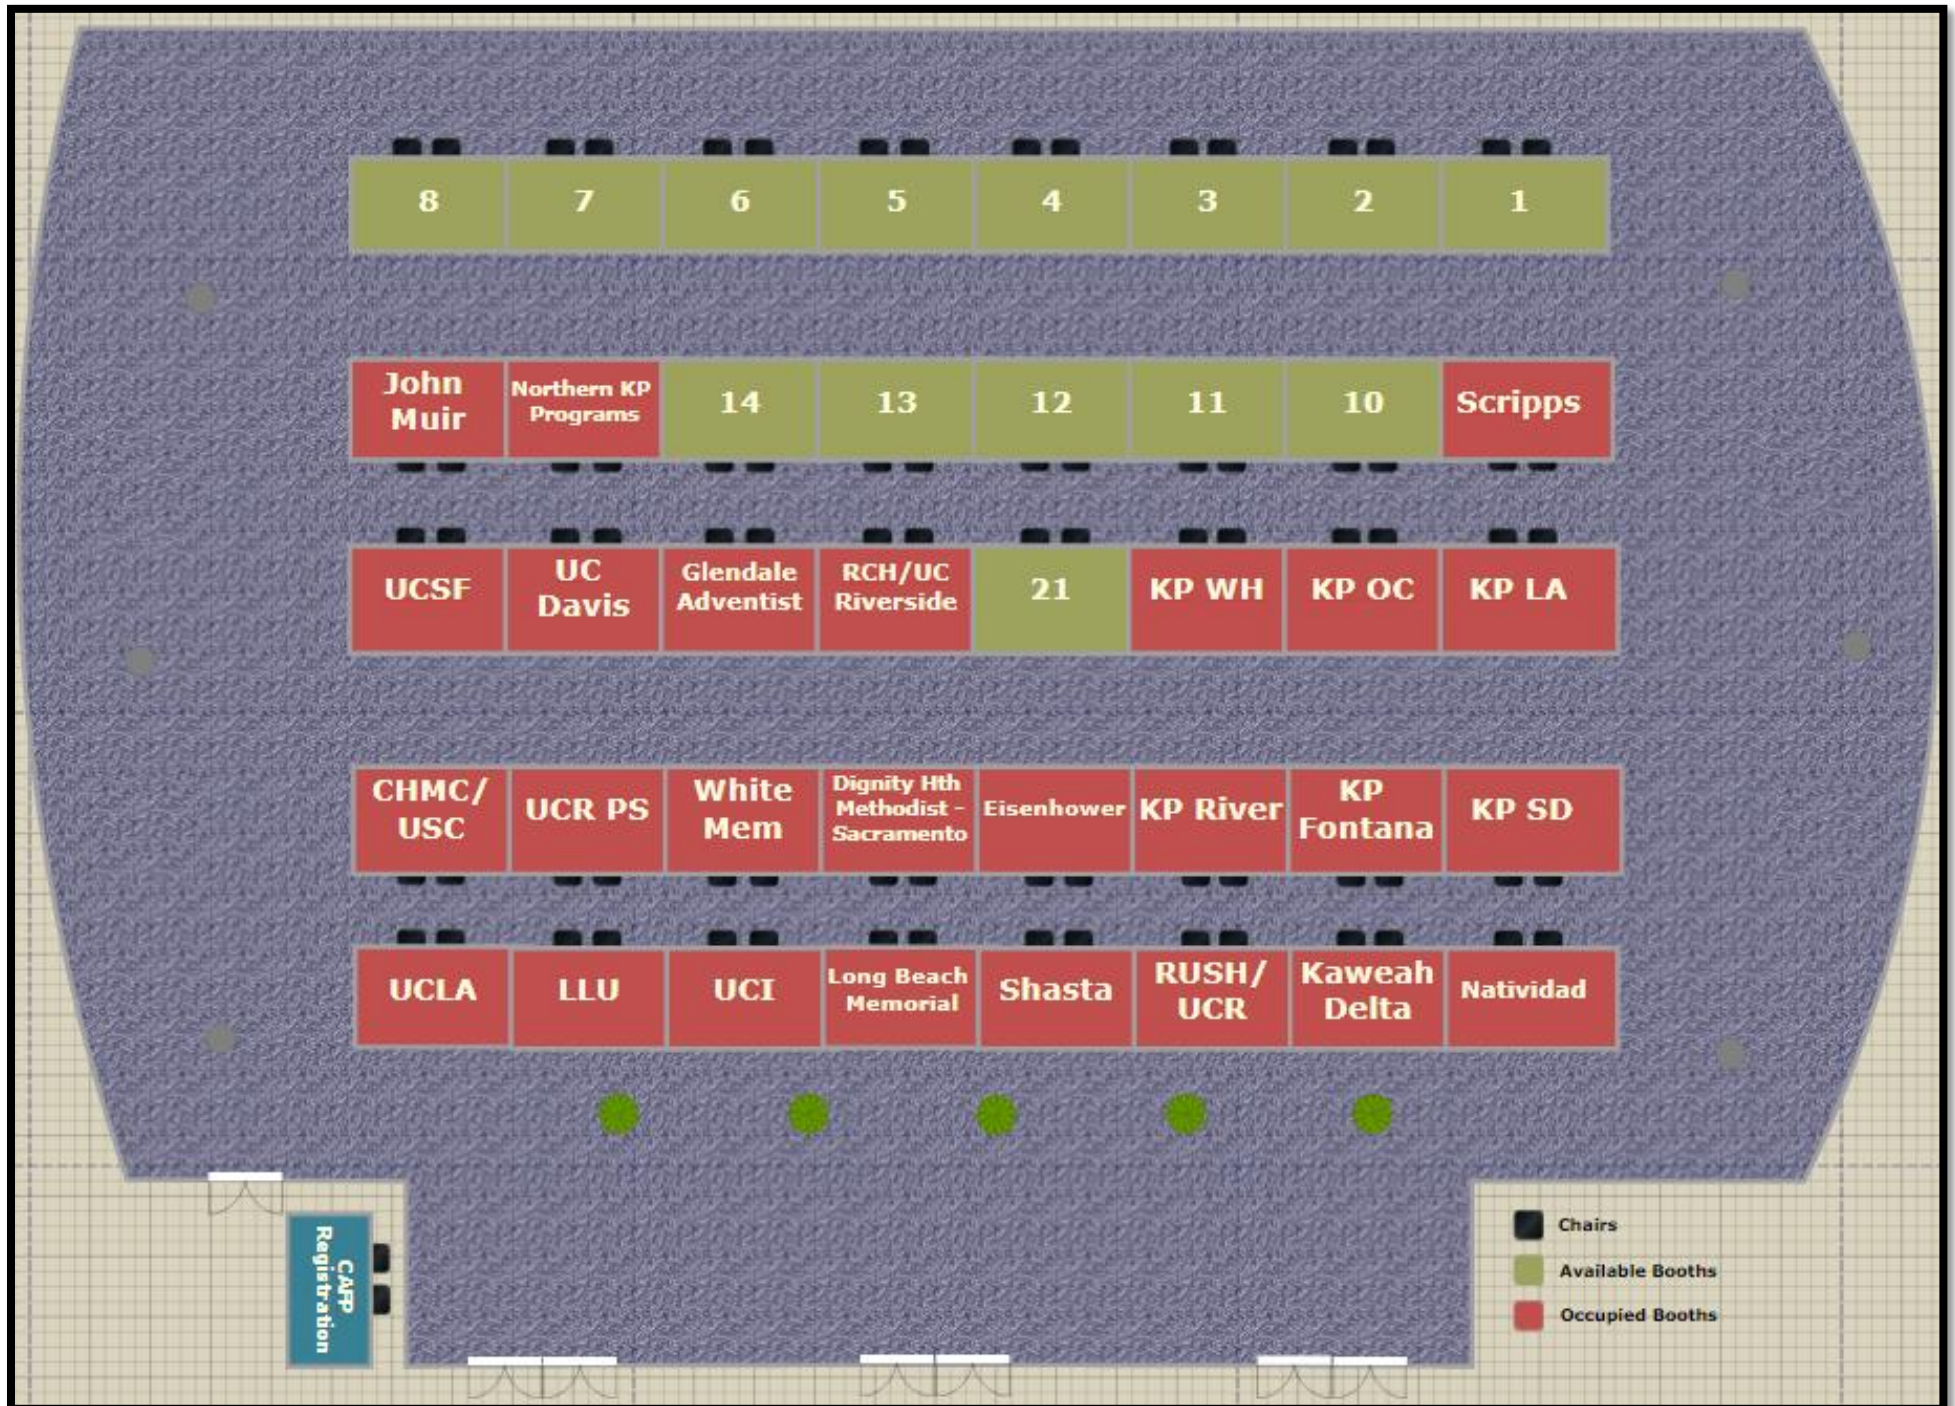 8
7
6
5
4
3
2
1
John
Muir
Northern KP
Programs
14
13
12
11
10
Scripps
UCSF
UC
Davis
Glendale
Adventist
RCH/UC
Riverside
21
KP WH
KP OC
KP LA
CHMC/
USC
UCR PS
White
Mem
Dignity Hth
Methodist -
Sacramento
Eisenhower
KP River
KP
Fontana
KP SD
UCLA
LLU
UCI
Long Beach
Memorial
Shasta
RUSH/
UCR
Kaweah
Delta
Natividad
CAFP
Registration
Chairs
Available Booths
Occupied Booths